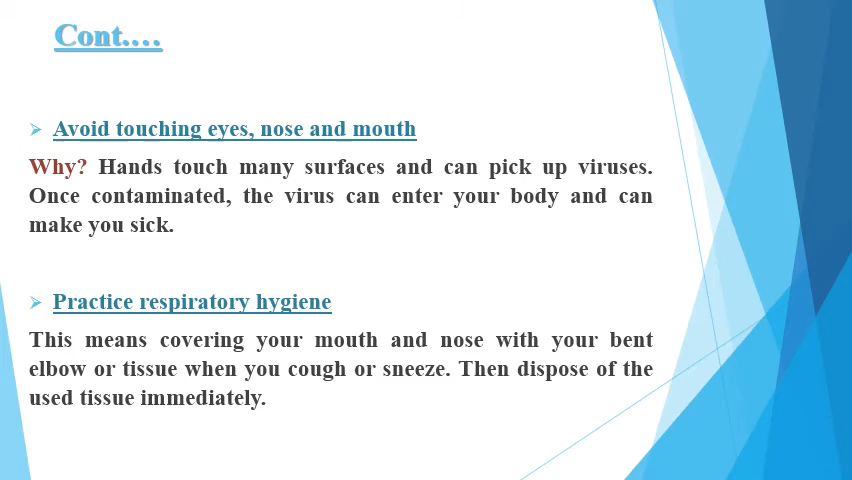 Cont.…
➢ Avoid touching eyes, nose and mouth
Why? Hands touch many surfaces and can pick up viruses.
Once contaminated, the virus can enter your body and can
make you sick.
➢ Practice respiratory hygiene
This means covering your mouth and nose with your bent
elbow or tissue when you cough or sneeze. Then dispose of the
used tissue immediately.